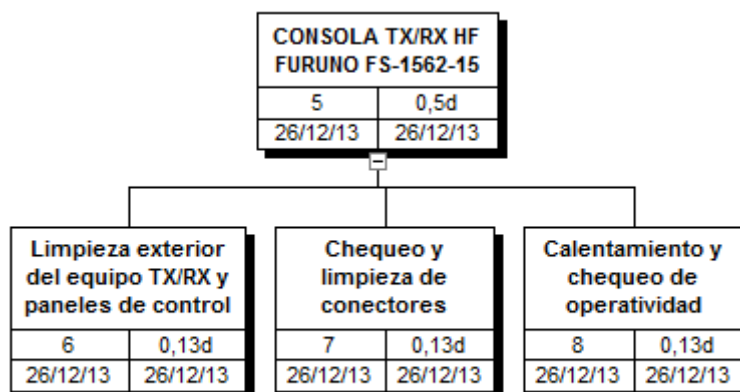 CONSOLA TX/RX HF
FURUNO FS-1562-15
5 0,5d
26/12/13 26/12/13
Limpieza exterior
del equipo TX/RX y
paneles de control
6 0,13d
26/12/13 26/12/13
Chequeo y
limpieza de
conectores
7 0,13d
26/12/13 26/12/13
Calentamiento y
chequeo de
operatividad
8 0,13d
26/12/13 26/12/13